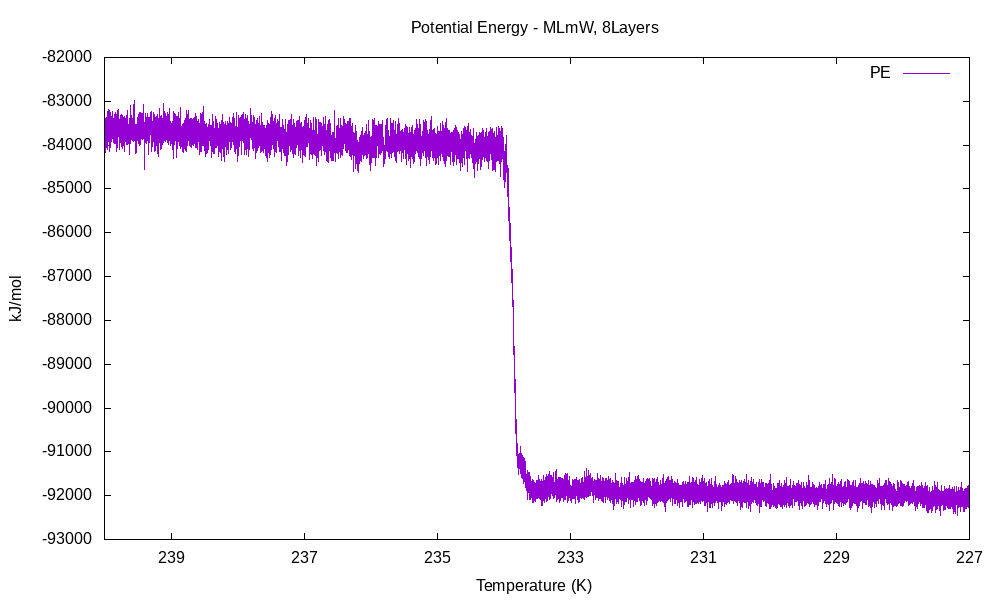 Potential Energy - MLmW, 8Layers
PE
-82000
-83000
-84000
-85000
-86000
-87000
-88000
-89000
-90000
-91000
-92000
-93000
kJ/mol
239 237 235 233 231 229 227
Temperature (K)